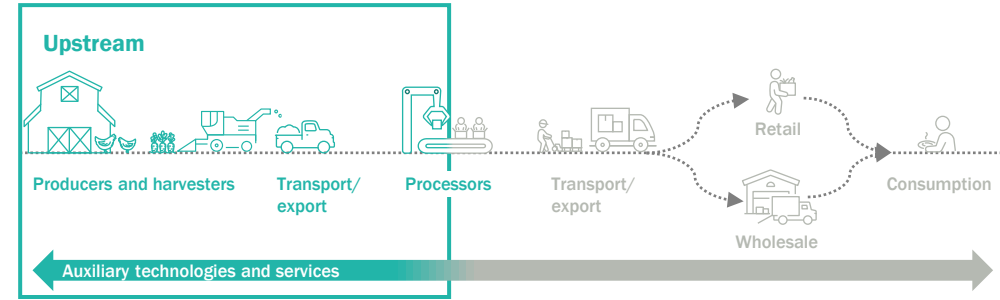 Upstream
Producers and harvesters
Transport/
export
Processors
Transport/
export
Retail
Wholesale
Consumption
Auxiliary technologies and services